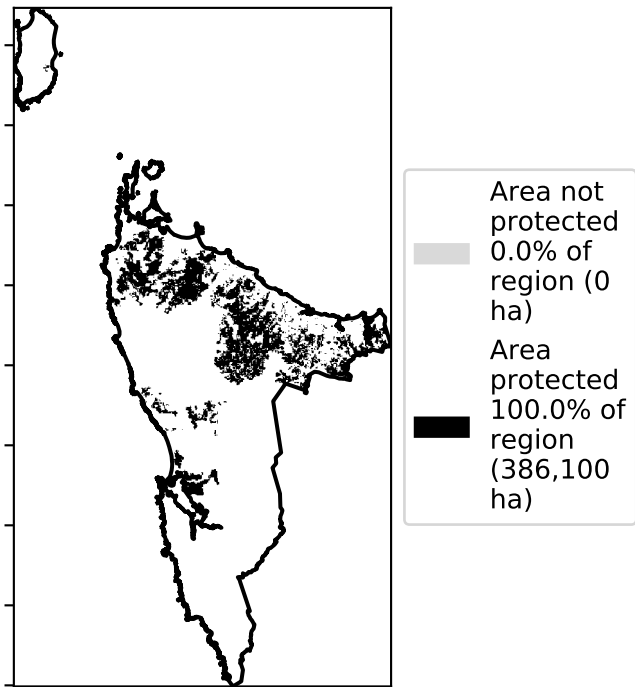 Area not
protected
0.0% of
region (0
ha)
Area
protected
100.0% of
region
(386,100
ha)